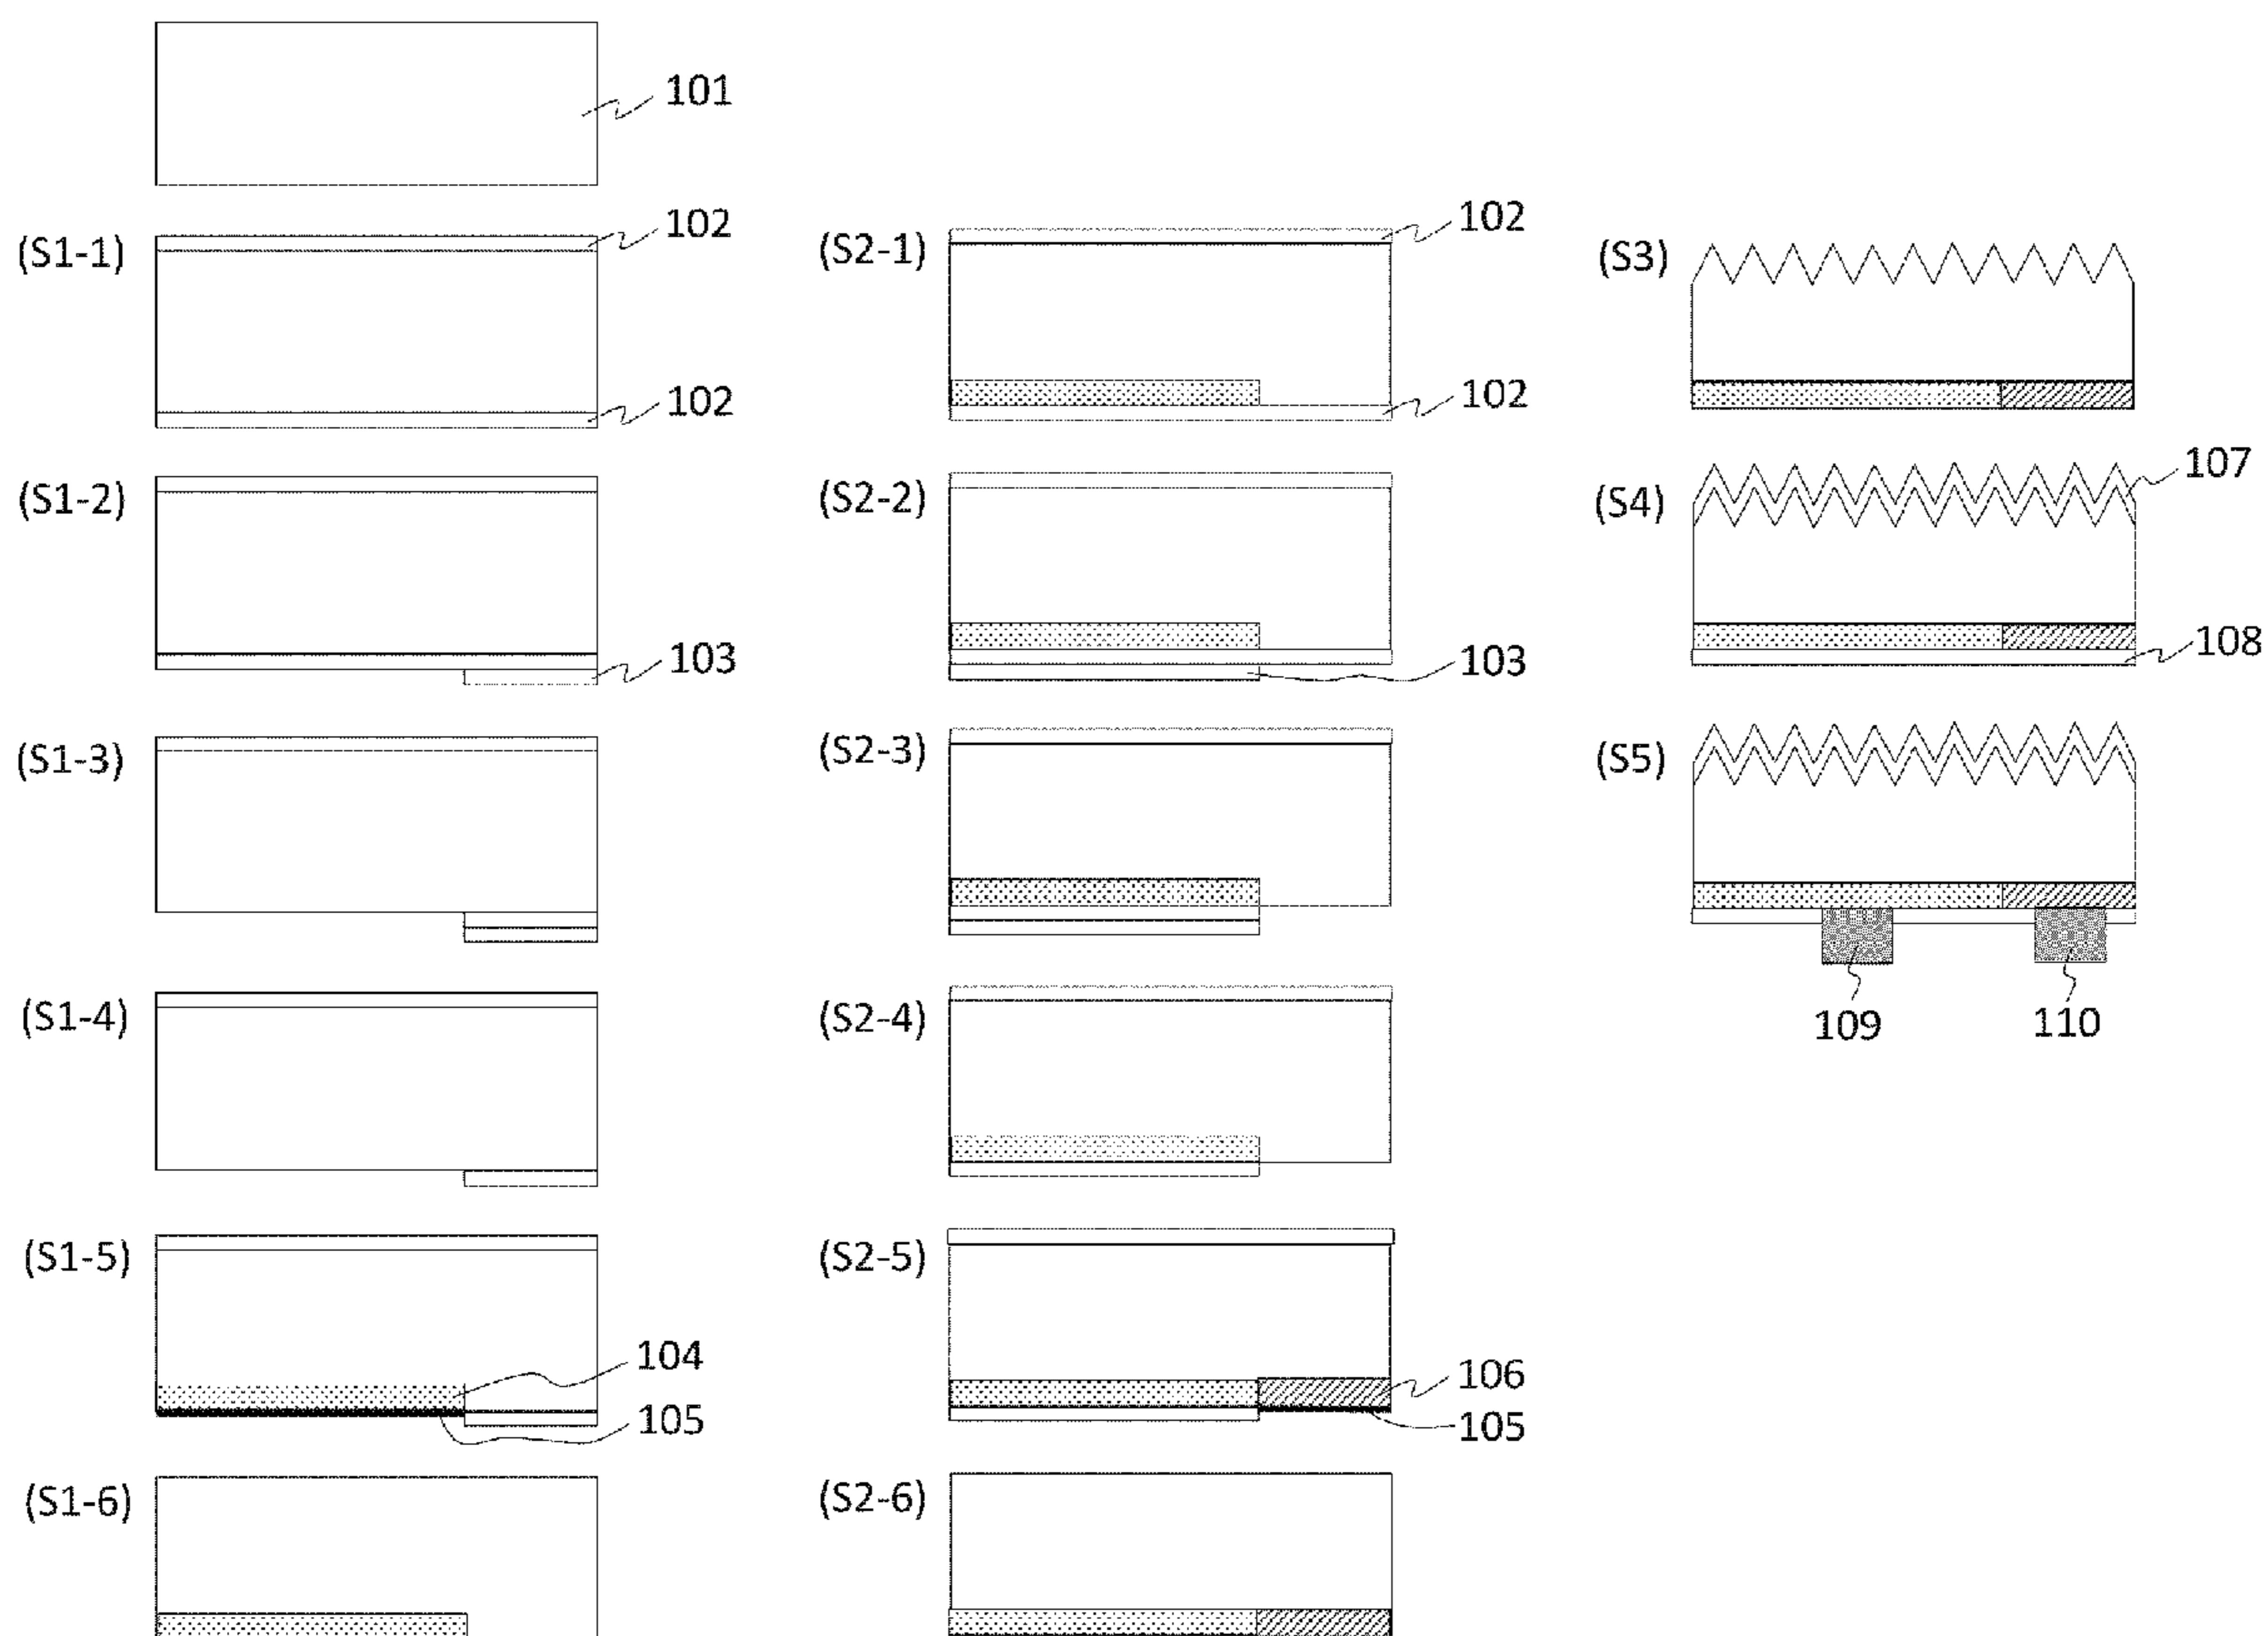 101
(S1-1)
102
102
(S1-2)
103
(S1-3)
(S1-4)
(S1-5)
104
105
(S1-6)
(S2-1)
102
102
(S2-2)
103
(S2-3)
(S2-4)
(S2-5)
106
105
(S2-6)
(S3)
(S4)
107
108
(S5)
109
110